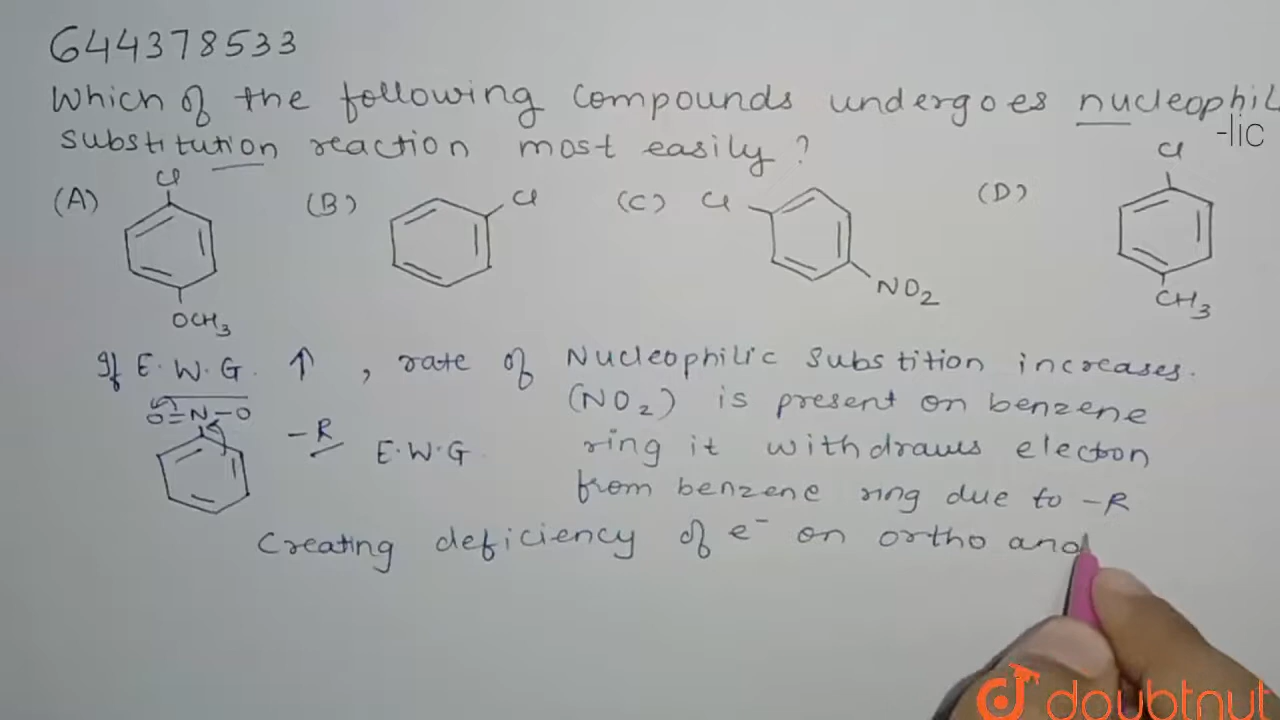 644378533
Which of the following compounds undergoes nucleophil
-lic
substitution reaction most easily ?
(A) Cl OCH3
(B) Cl
(C) Cl NO2
(D) Cl CH3
If E.W.G. ↑ , rate of Nucleophilic Substition increases.
(NO2) is present on benzene
ring it withdraws electron
from benzene ring due to -R
O=N-O
-R E.W.G.
Creating deficiency of e- on ortho and
doubtnut